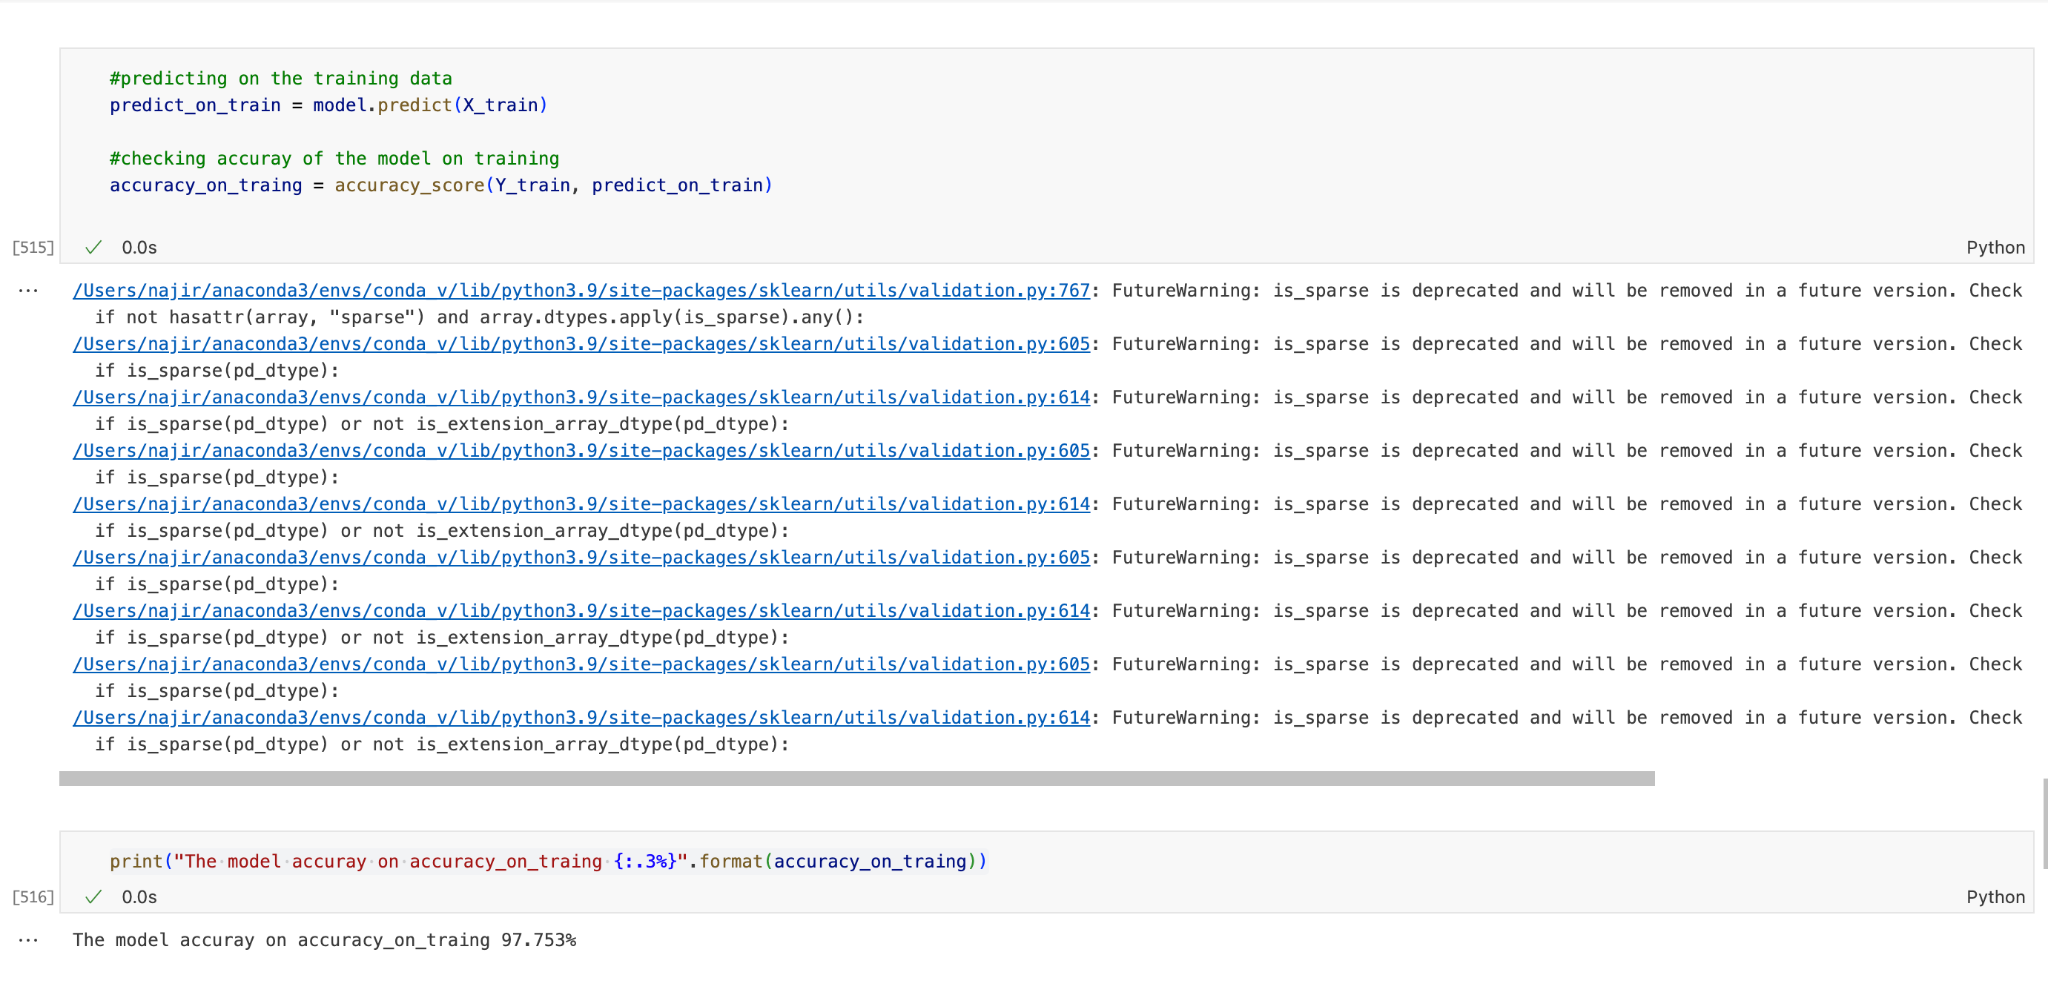 #predicting on the training data
predict_on_train = model.predict(X_train)
#checking accuray of the model on training
accuracy_on_traing = accuracy_score(Y_train, predict_on_train)
[515] ✓ 0.0s Python
... /Users/najir/anaconda3/envs/conda_v/lib/python3.9/site-packages/sklearn/utils/validation.py:767: FutureWarning: is_sparse is deprecated and will be removed in a future version. Check
if not hasattr(array, "sparse") and array.dtypes.apply(is_sparse).any():
/Users/najir/anaconda3/envs/conda_v/lib/python3.9/site-packages/sklearn/utils/validation.py:605: FutureWarning: is_sparse is deprecated and will be removed in a future version. Check
if is_sparse(pd_dtype):
/Users/najir/anaconda3/envs/conda_v/lib/python3.9/site-packages/sklearn/utils/validation.py:614: FutureWarning: is_sparse is deprecated and will be removed in a future version. Check
if is_sparse(pd_dtype) or not is_extension_array_dtype(pd_dtype):
/Users/najir/anaconda3/envs/conda_v/lib/python3.9/site-packages/sklearn/utils/validation.py:605: FutureWarning: is_sparse is deprecated and will be removed in a future version. Check
if is_sparse(pd_dtype):
/Users/najir/anaconda3/envs/conda_v/lib/python3.9/site-packages/sklearn/utils/validation.py:614: FutureWarning: is_sparse is deprecated and will be removed in a future version. Check
if is_sparse(pd_dtype) or not is_extension_array_dtype(pd_dtype):
/Users/najir/anaconda3/envs/conda_v/lib/python3.9/site-packages/sklearn/utils/validation.py:605: FutureWarning: is_sparse is deprecated and will be removed in a future version. Check
if is_sparse(pd_dtype):
/Users/najir/anaconda3/envs/conda_v/lib/python3.9/site-packages/sklearn/utils/validation.py:614: FutureWarning: is_sparse is deprecated and will be removed in a future version. Check
if is_sparse(pd_dtype) or not is_extension_array_dtype(pd_dtype):
/Users/najir/anaconda3/envs/conda_v/lib/python3.9/site-packages/sklearn/utils/validation.py:605: FutureWarning: is_sparse is deprecated and will be removed in a future version. Check
if is_sparse(pd_dtype):
/Users/najir/anaconda3/envs/conda_v/lib/python3.9/site-packages/sklearn/utils/validation.py:614: FutureWarning: is_sparse is deprecated and will be removed in a future version. Check
if is_sparse(pd_dtype) or not is_extension_array_dtype(pd_dtype):
print("The model accuray on accuracy_on_traing {:.3%}".format(accuracy_on_traing))
[516] ✓ 0.0s Python
... The model accuray on accuracy_on_traing 97.753%